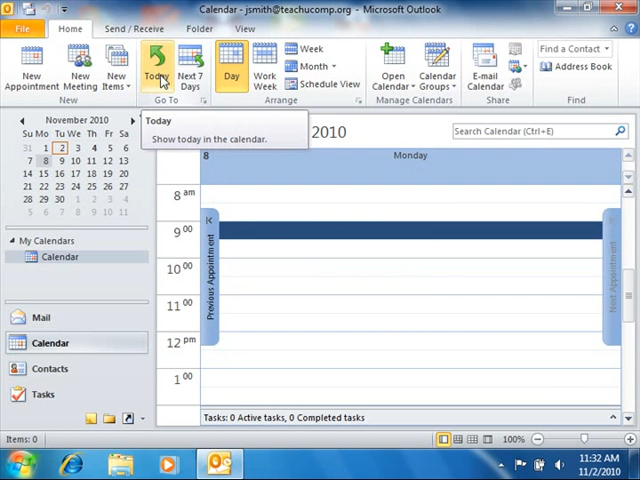 Calendar - jsmith@teachucomp.org - Microsoft Outlook
File Home Send / Receive Folder View
New Appointment
New Meeting
New Items
Today
Next 7 Days
Day
Work Week
Week
Month
Schedule View
Open Calendar
Calendar Groups
E-mail Calendar
Find a Contact
Address Book
New Go To Arrange Manage Calendars Share Find
Today
Show today in the calendar.
November 2010
Su Mo Tu We Th Fr Sa
31 1 2 3 4 5 6
7 8 9 10 11 12 13
14 15 16 17 18 19 20
21 22 23 24 25 26 27
28 29 30 1 2 3 4
5 6 7 8 9 10 11
2010
Search Calendar (Ctrl+E)
8 Monday
8 am
9 00
10 00
11 00
12 pm
1 00
Previous Appointment
Next Appointment
My Calendars
Calendar
Mail
Calendar
Contacts
Tasks
Tasks: 0 Active tasks, 0 Completed tasks
Items: 0
100%
11:32 AM
11/2/2010